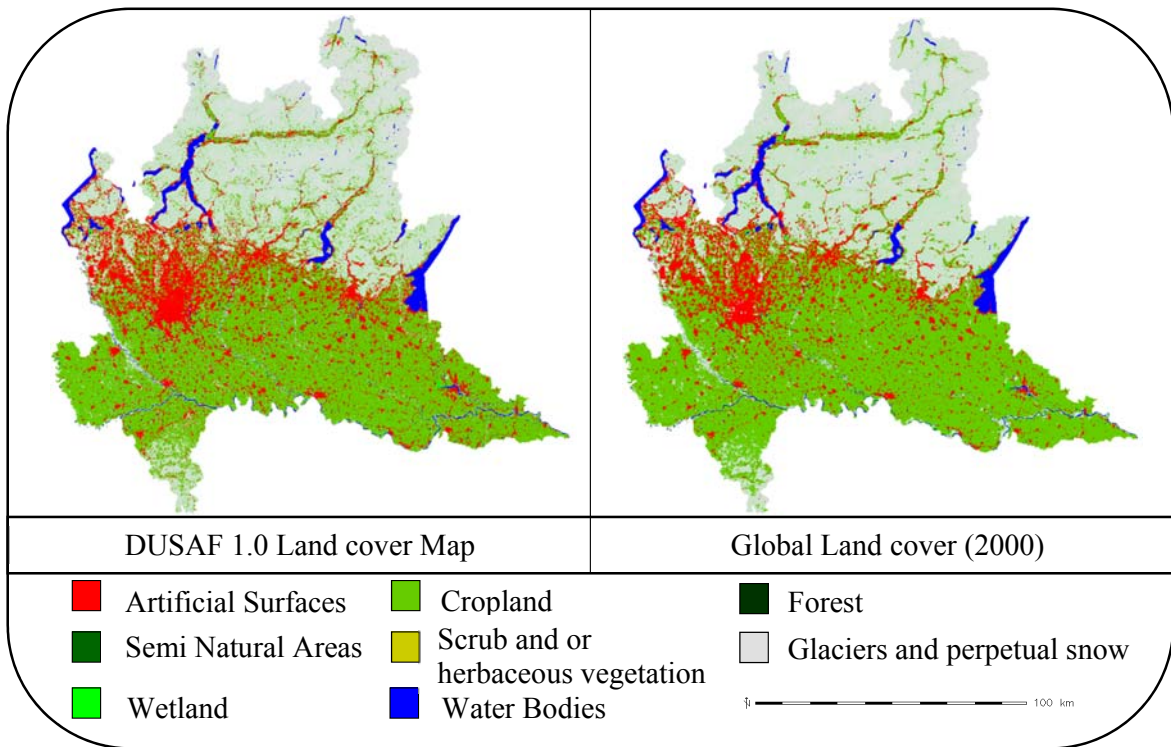 DUSAF 1.0 Land cover Map
Global Land cover (2000)
Artificial Surfaces
Cropland
Forest
Semi Natural Areas
Scrub and or
herbaceous vegetation
Glaciers and perpetual snow
Wetland
Water Bodies
100 km